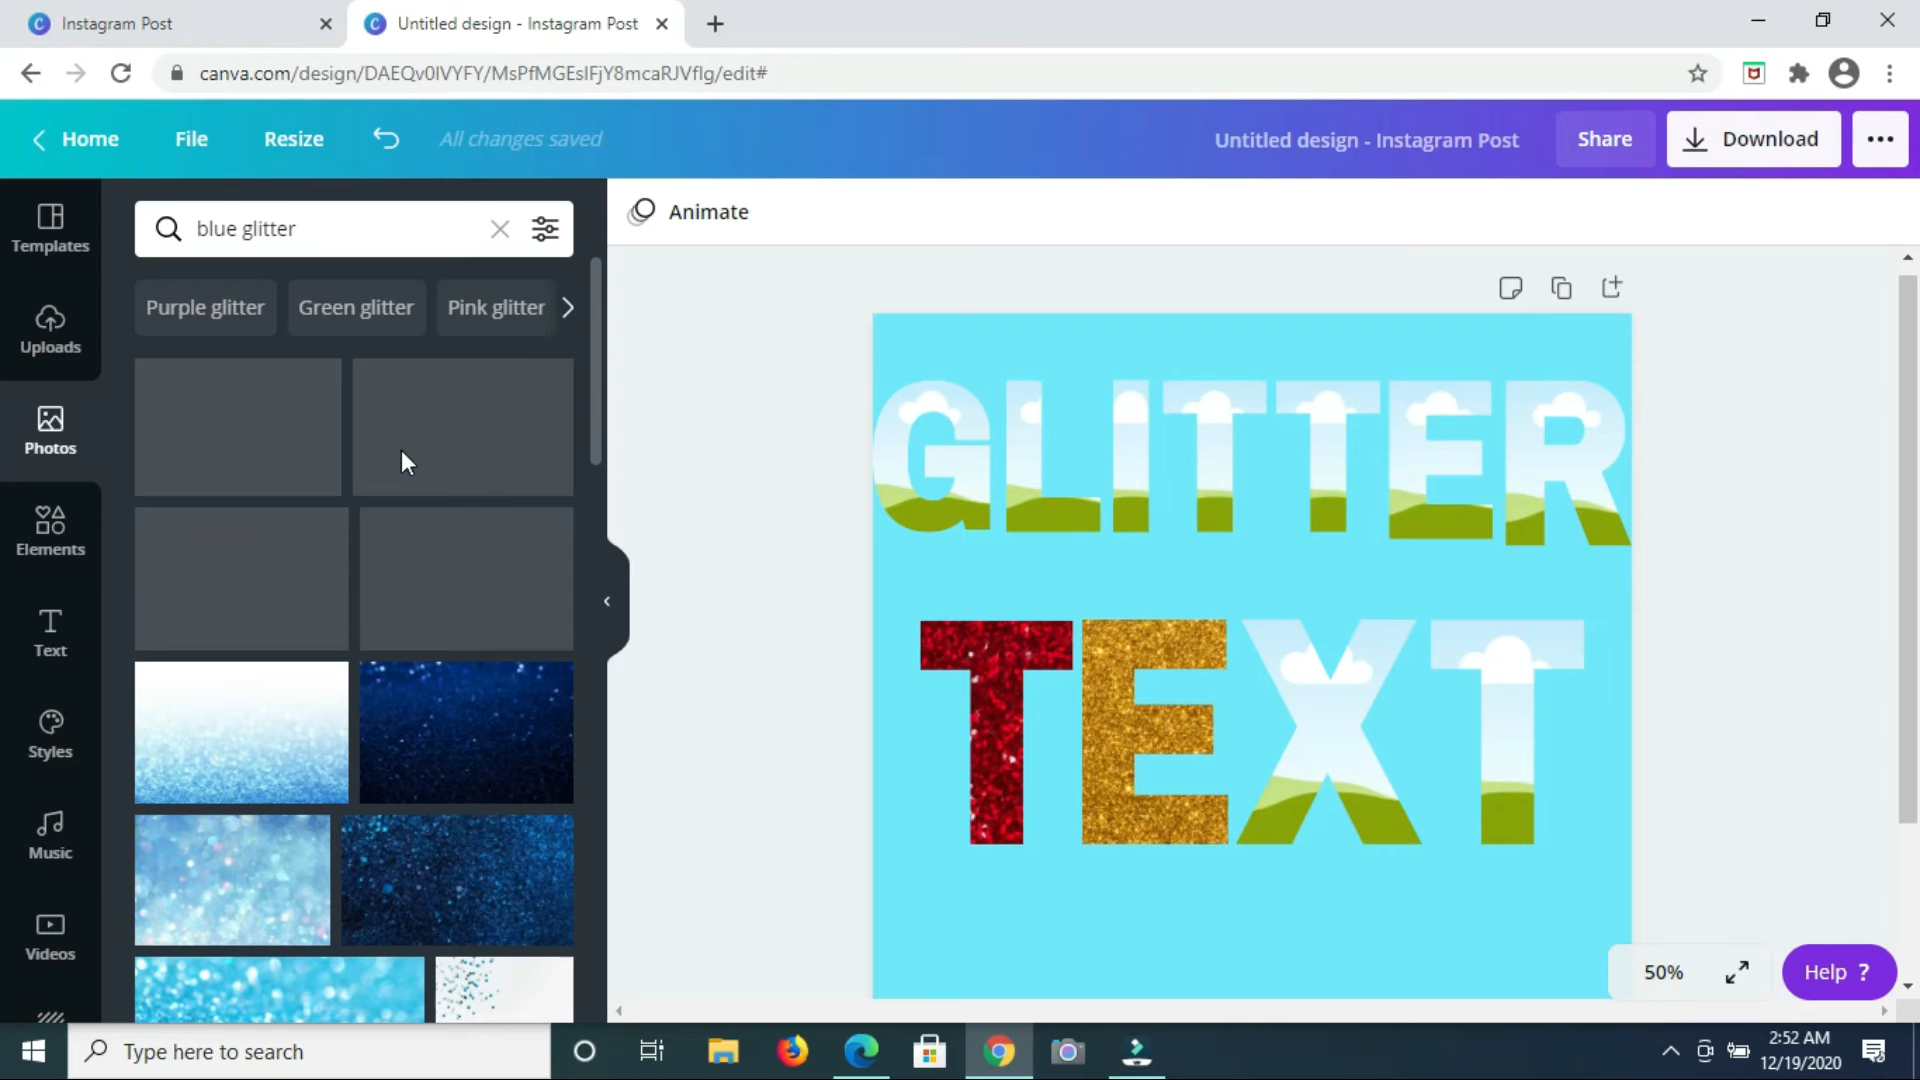 Instagram Post
Untitled design - Instagram Post
canva.com/design/DAEQv0lVYFY/MsPfMGEslFjY8mcaRJVflg/edit#
Home
File
Resize
All changes saved
Untitled design - Instagram Post
Share
Download
Templates
Uploads
Photos
Elements
Text
Styles
Music
Videos
blue glitter
Purple glitter
Green glitter
Pink glitter
Animate
GLITTER
TEXT
50%
Help ?
Type here to search
2:52 AM
12/19/2020